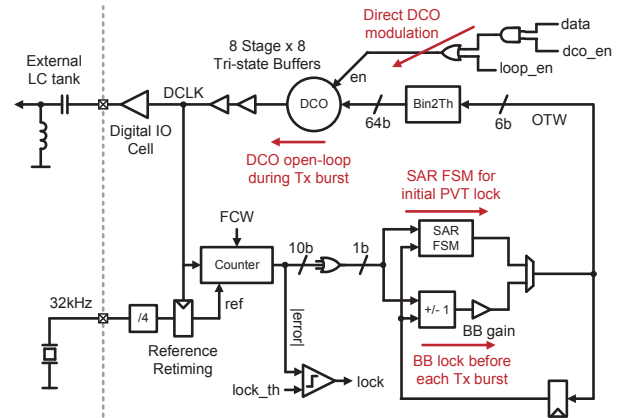 Direct DCO
modulation
data
dco_en
loop_en
External
LC tank
8 Stage x 8
Tri-state Buffers
en
DCLK
DCO
Bin2Th
64b
6b
OTW
Digital IO
Cell
DCO open-loop
during Tx burst
SAR FSM for
initial PVT lock
FCW
10b
1b
SAR
FSM
Counter
32kHz
/4
ref
+/- 1
BB gain
Reference
Retiming
|error|
BB lock before
each Tx burst
lock_th
lock